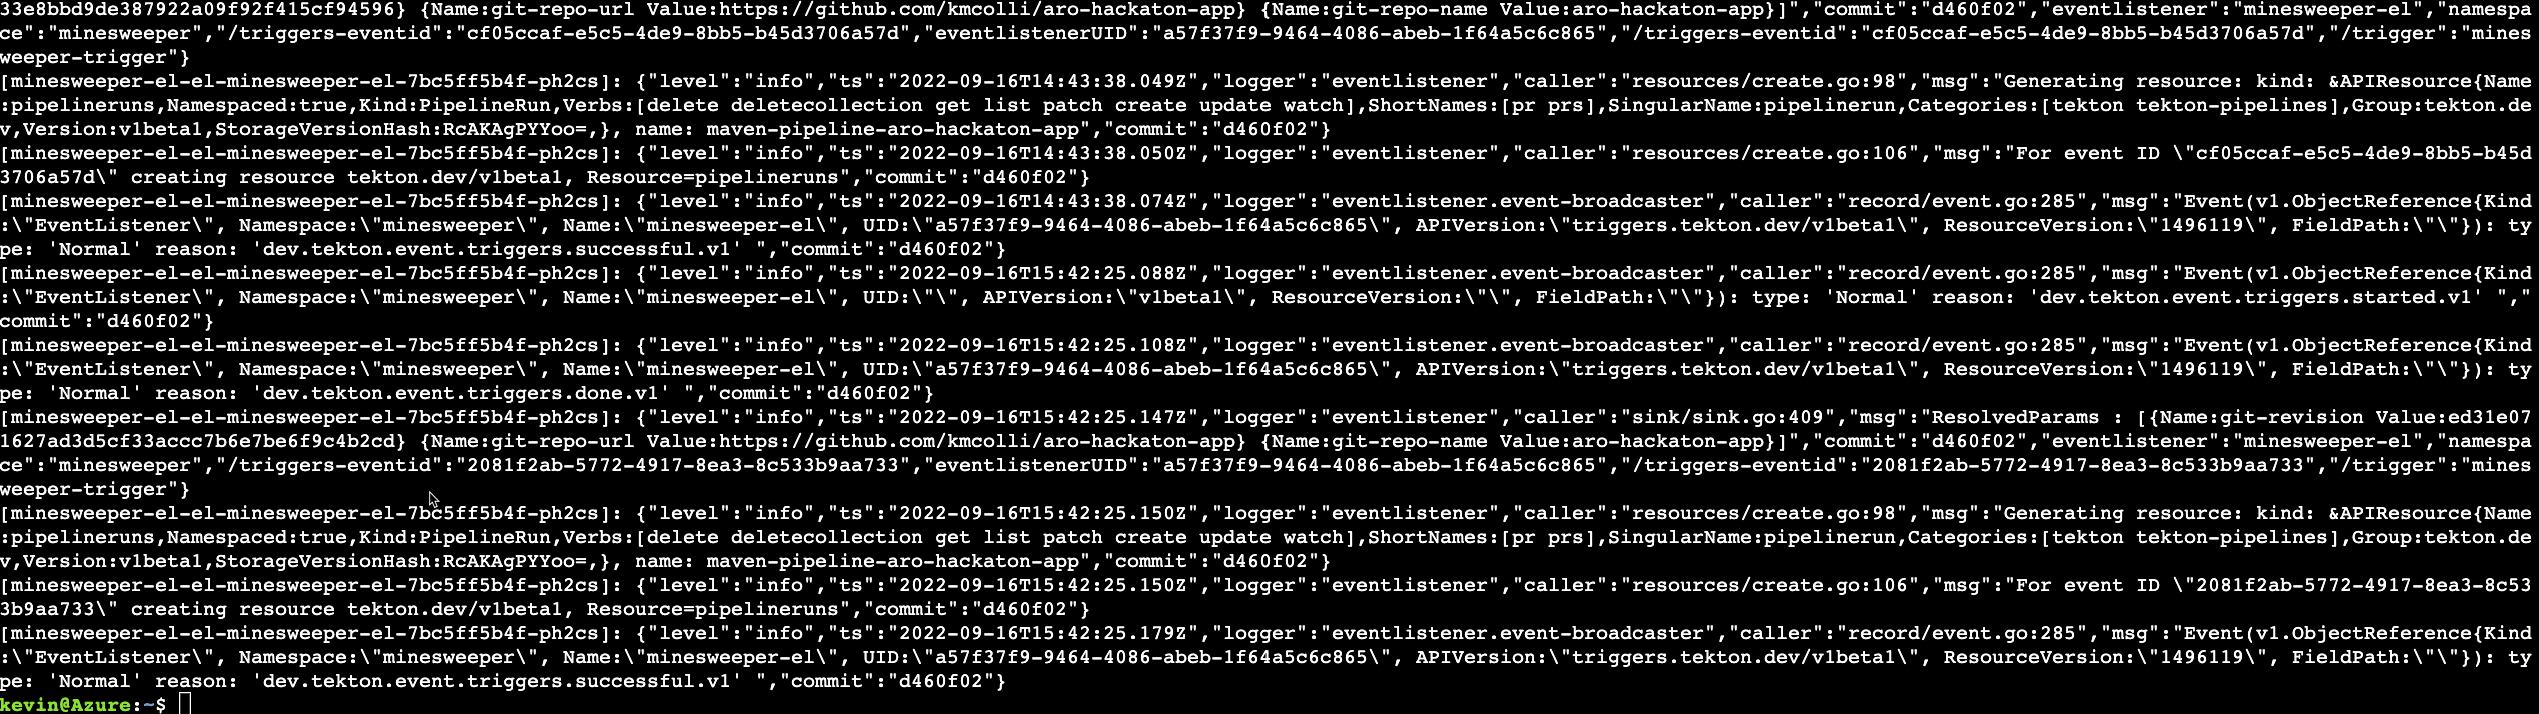 33e8bbd9de387922a09f92f415cf94596} {Name:git-repo-url Value:https://github.com/kmcolli/aro-hackaton-app} {Name:git-repo-name Value:aro-hackaton-app}]","commit":"d460f02","eventlistener":"minesweeper-el","namespa
ce":"minesweeper","/triggers-eventid":"cf05ccaf-e5c5-4de9-8bb5-b45d3706a57d","eventlistenerUID":"a57f37f9-9464-4086-abeb-1f64a5c6c865","/triggers-eventid":"cf05ccaf-e5c5-4de9-8bb5-b45d3706a57d","/trigger":"mines
weeper-trigger"}
[minesweeper-el-el-minesweeper-el-7bc5ff5b4f-ph2cs]: {"level":"info","ts":"2022-09-16T14:43:38.049Z","logger":"eventlistener","caller":"resources/create.go:98","msg":"Generating resource: kind: &APIResource{Name
:pipelineruns,Namespaced:true,Kind:PipelineRun,Verbs:[delete deletecollection get list patch create update watch],ShortNames:[pr prs],SingularName:pipelinerun,Categories:[tekton tekton-pipelines],Group:tekton.de
v,Version:v1beta1,StorageVersionHash:RcAKAgPYYoo=,}, name: maven-pipeline-aro-hackaton-app","commit":"d460f02"}
[minesweeper-el-el-minesweeper-el-7bc5ff5b4f-ph2cs]: {"level":"info","ts":"2022-09-16T14:43:38.050Z","logger":"eventlistener","caller":"resources/create.go:106","msg":"For event ID \"cf05ccaf-e5c5-4de9-8bb5-b45d
3706a57d\" creating resource tekton.dev/v1beta1, Resource=pipelineruns","commit":"d460f02"}
[minesweeper-el-el-minesweeper-el-7bc5ff5b4f-ph2cs]: {"level":"info","ts":"2022-09-16T14:43:38.074Z","logger":"eventlistener.event-broadcaster","caller":"record/event.go:285","msg":"Event(v1.ObjectReference{Kind
:\"EventListener\", Namespace:\"minesweeper\", Name:\"minesweeper-el\", UID:\"a57f37f9-9464-4086-abeb-1f64a5c6c865\", APIVersion:\"triggers.tekton.dev/v1beta1\", ResourceVersion:\"1496119\", FieldPath:\"\"}): ty
pe: 'Normal' reason: 'dev.tekton.event.triggers.successful.v1' ","commit":"d460f02"}
[minesweeper-el-el-minesweeper-el-7bc5ff5b4f-ph2cs]: {"level":"info","ts":"2022-09-16T15:42:25.088Z","logger":"eventlistener.event-broadcaster","caller":"record/event.go:285","msg":"Event(v1.ObjectReference{Kind
:\"EventListener\", Namespace:\"minesweeper\", Name:\"minesweeper-el\", UID:\"\", APIVersion:\"v1beta1\", ResourceVersion:\"\", FieldPath:\"\"}): type: 'Normal' reason: 'dev.tekton.event.triggers.started.v1' ","
commit":"d460f02"}
[minesweeper-el-el-minesweeper-el-7bc5ff5b4f-ph2cs]: {"level":"info","ts":"2022-09-16T15:42:25.108Z","logger":"eventlistener.event-broadcaster","caller":"record/event.go:285","msg":"Event(v1.ObjectReference{Kind
:\"EventListener\", Namespace:\"minesweeper\", Name:\"minesweeper-el\", UID:\"a57f37f9-9464-4086-abeb-1f64a5c6c865\", APIVersion:\"triggers.tekton.dev/v1beta1\", ResourceVersion:\"1496119\", FieldPath:\"\"}): ty
pe: 'Normal' reason: 'dev.tekton.event.triggers.done.v1' ","commit":"d460f02"}
[minesweeper-el-el-minesweeper-el-7bc5ff5b4f-ph2cs]: {"level":"info","ts":"2022-09-16T15:42:25.147Z","logger":"eventlistener","caller":"sink/sink.go:409","msg":"ResolvedParams : [{Name:git-revision Value:ed31e07
1627ad3d5cf33accc7b6e7be6f9c4b2cd} {Name:git-repo-url Value:https://github.com/kmcolli/aro-hackaton-app} {Name:git-repo-name Value:aro-hackaton-app}]","commit":"d460f02","eventlistener":"minesweeper-el","namespa
ce":"minesweeper","/triggers-eventid":"2081f2ab-5772-4917-8ea3-8c533b9aa733","eventlistenerUID":"a57f37f9-9464-4086-abeb-1f64a5c6c865","/triggers-eventid":"2081f2ab-5772-4917-8ea3-8c533b9aa733","/trigger":"mines
weeper-trigger"}
[minesweeper-el-el-minesweeper-el-7bc5ff5b4f-ph2cs]: {"level":"info","ts":"2022-09-16T15:42:25.150Z","logger":"eventlistener","caller":"resources/create.go:98","msg":"Generating resource: kind: &APIResource{Name
:pipelineruns,Namespaced:true,Kind:PipelineRun,Verbs:[delete deletecollection get list patch create update watch],ShortNames:[pr prs],SingularName:pipelinerun,Categories:[tekton tekton-pipelines],Group:tekton.de
v,Version:v1beta1,StorageVersionHash:RcAKAgPYYoo=,}, name: maven-pipeline-aro-hackaton-app","commit":"d460f02"}
[minesweeper-el-el-minesweeper-el-7bc5ff5b4f-ph2cs]: {"level":"info","ts":"2022-09-16T15:42:25.150Z","logger":"eventlistener","caller":"resources/create.go:106","msg":"For event ID \"2081f2ab-5772-4917-8ea3-8c53
3b9aa733\" creating resource tekton.dev/v1beta1, Resource=pipelineruns","commit":"d460f02"}
[minesweeper-el-el-minesweeper-el-7bc5ff5b4f-ph2cs]: {"level":"info","ts":"2022-09-16T15:42:25.179Z","logger":"eventlistener.event-broadcaster","caller":"record/event.go:285","msg":"Event(v1.ObjectReference{Kind
:\"EventListener\", Namespace:\"minesweeper\", Name:\"minesweeper-el\", UID:\"a57f37f9-9464-4086-abeb-1f64a5c6c865\", APIVersion:\"triggers.tekton.dev/v1beta1\", ResourceVersion:\"1496119\", FieldPath:\"\"}): ty
pe: 'Normal' reason: 'dev.tekton.event.triggers.successful.v1' ","commit":"d460f02"}
kevin@Azure:~$